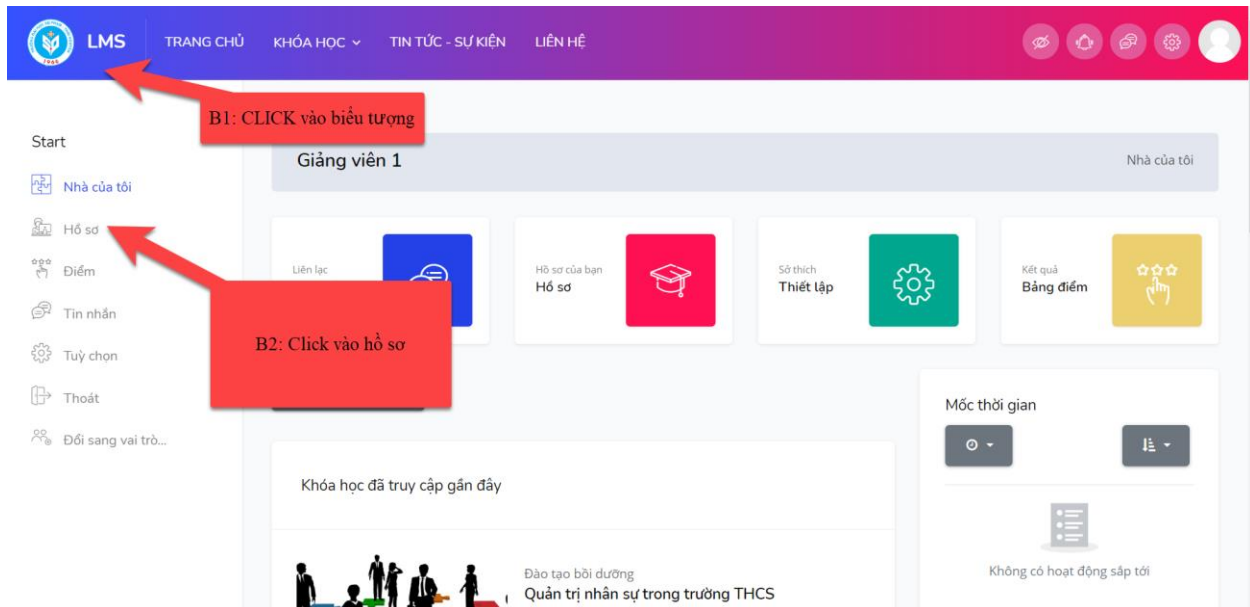 LMS TRANG CHỦ KHÓA HỌC TIN TỨC - SỰ KIỆN LIÊN HỆ
B1: CLICK vào biểu tượng
Start
Giảng viên 1
Nhà của tôi
Nhà của tôi
Hồ sơ
Điểm
Tin nhắn
Tuỳ chọn
Thoát
Đổi sang vai trò...
Liên lạc
Hồ sơ của bạn
Hồ sơ
Sở thích
Thiết lập
Kết quả
Bảng điểm
B2: Click vào hồ sơ
Mốc thời gian
Không có hoạt động sắp tới
Khóa học đã truy cập gần đây
Đào tạo bồi dưỡng
Quản trị nhân sự trong trường THCS